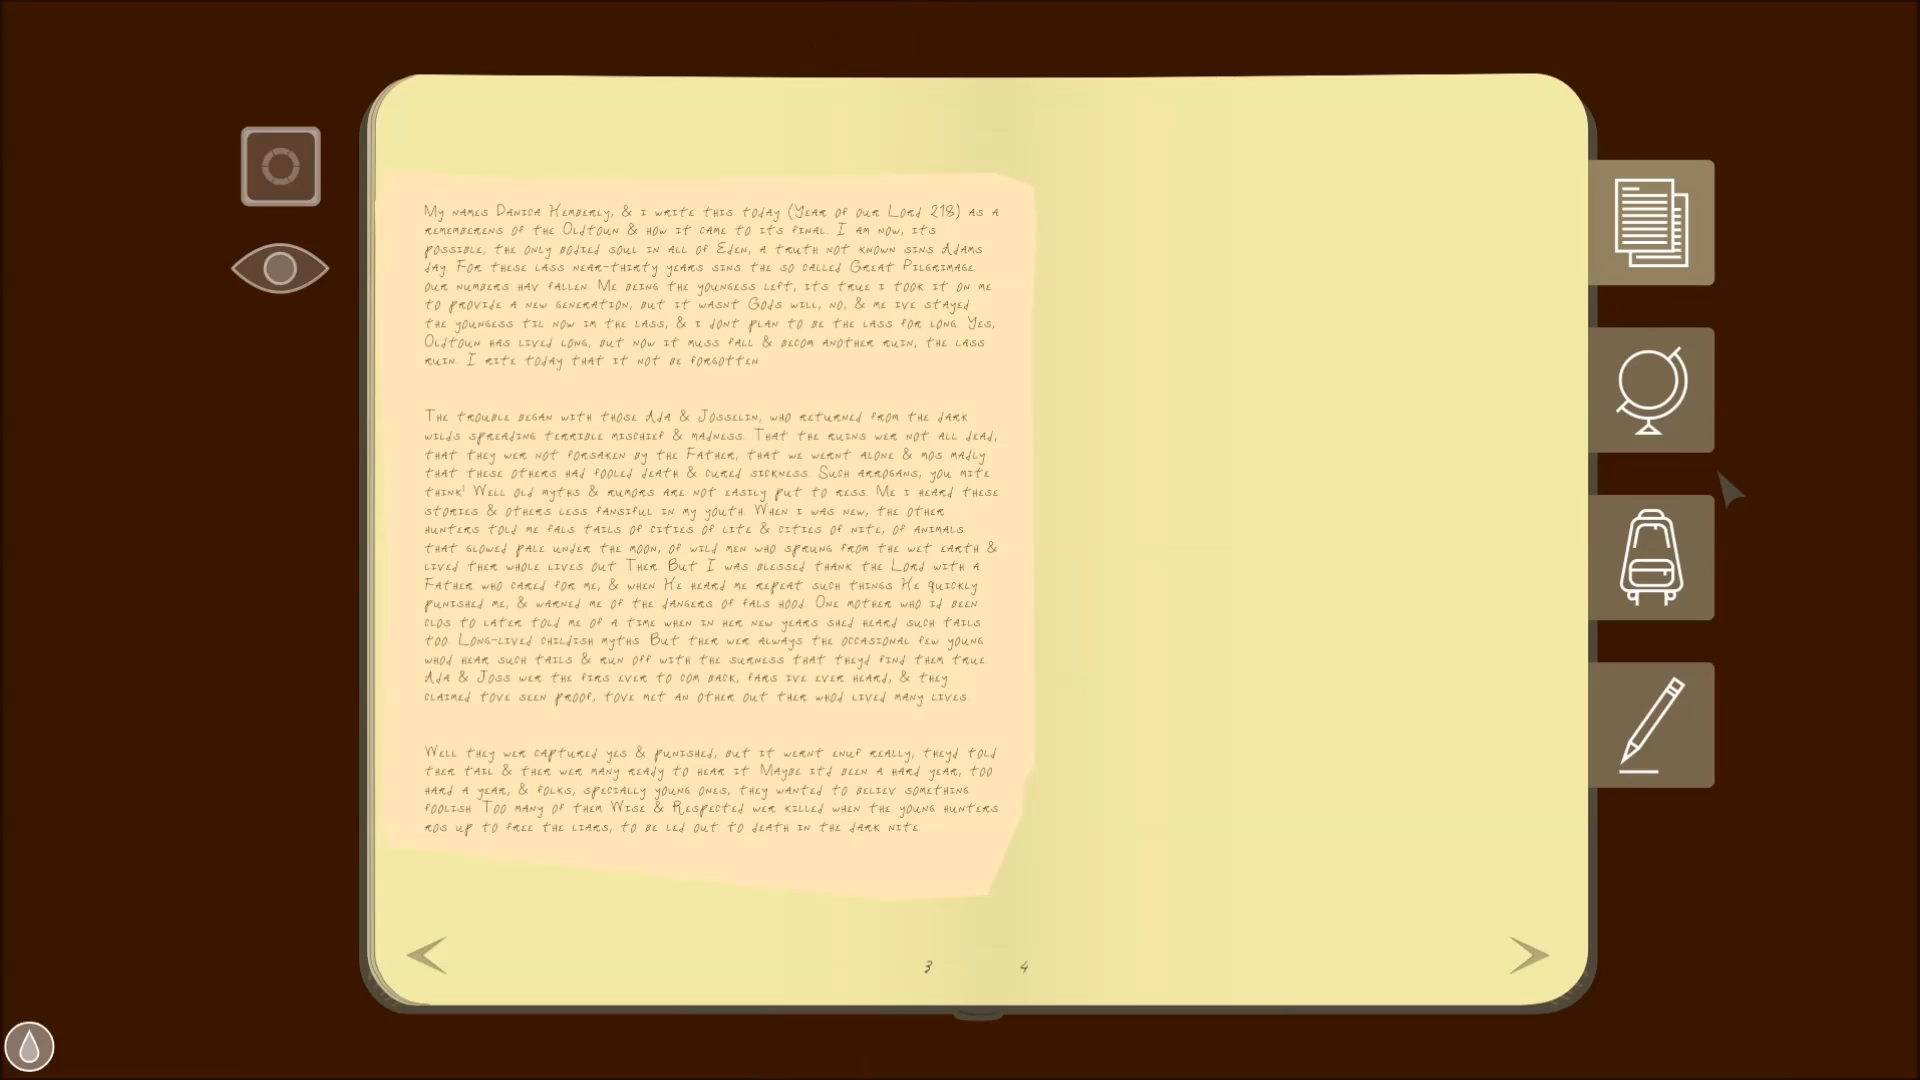 My names Danica Hemberly, & I write this today (Year of our Lord 218) as a
rememberens of the Oldtoun & how it came to its final. I am now, its
possible, the only bodied soul in all of Eden, a truth not known sins Adams
day. For these lass near-thirty years sins the so called Great Pilgrimage
our numbers hav fallen. Me being the youngess left, its true I took it on me
to provide a new generation, but it wasnt Gods will, no, & me ive stayed
the youngess til now im the lass, & I dont plan to be the lass for long. Yes,
Oldtoun has lived long, but now it muss fall & becom another ruin, the lass
ruin. I rite today that it not be forgotten.
The trouble began with those Ada & Josselin, who returned from the dark
wilds spreading terrible mischief & madness. That the ruins wer not all dead,
that they wer not forsaken by the Father, that we wernt alone & mos madly
that these others had fooled death & cured sickness. Such arrogans, you mite
think! Well old myths & rumors are not easily put to ress. Me I heard these
stories & others less fansiful in my youth. When I was new, the other
hunters told me fals tails of cities of lite & cities of nite, of animals
that glowed pale under the moon, of wild men who sprung from the wet earth &
lived ther whole lives out Ther. But I was blessed thank the Lord with a
Father who cared for me, & when He heard me repeat such things He quickly
punished me, & warned me of the dangers of fals hood. One mother who id been
clos to later told me of a time when in her new years shed heard such tails
too. Long-lived childish myths. But ther wer always the occasional few young
whod hear such tails & run off with the surness that theyd find them true.
Ada & Joss wer the firs ever to com back, fars ive ever heard, & they
claimed tove seen proof, tove met an other out ther whod lived many lives.
Well they wer captured yes & punished, but it wernt enuf really, theyd told
ther tail & ther wer many ready to hear it. Maybe itd been a hard year, too
hard a year, & folks, specially young ones, they wanted to believ something
foolish. Too many of them Wise & Respected wer killed when the young hunters
ros up to free the liars, to be led out to death in the dark nite.
3 4